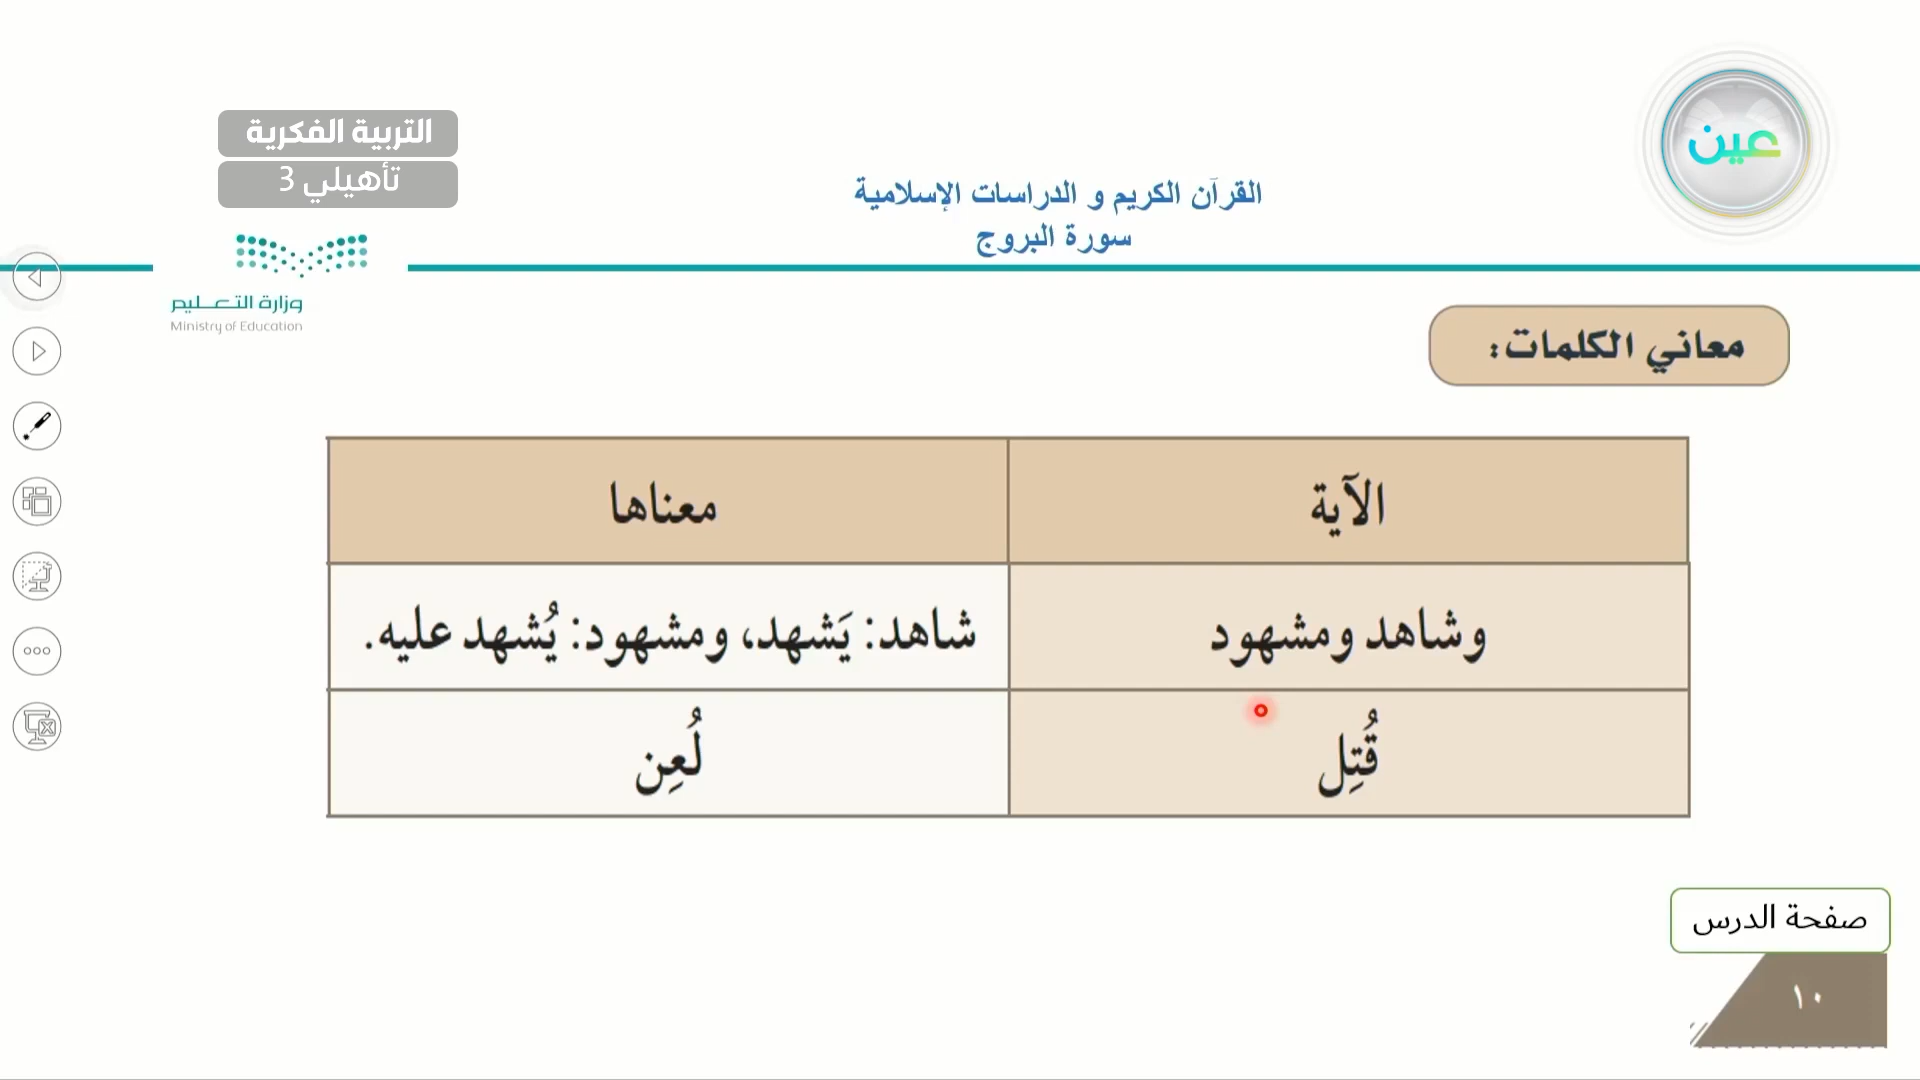 عين
التربية الفكرية
تأهيلي 3
القرآن الكريم و الدراسات الإسلامية
سورة البروج
وزارة التعليم
Ministry of Education
معاني الكلمات:
الآية
معناها
وشاهد ومشهود
شاهد: يَشهد، ومشهود: يُشهد عليه.
قُتِل
لُعِن
صفحة الدرس
١٠